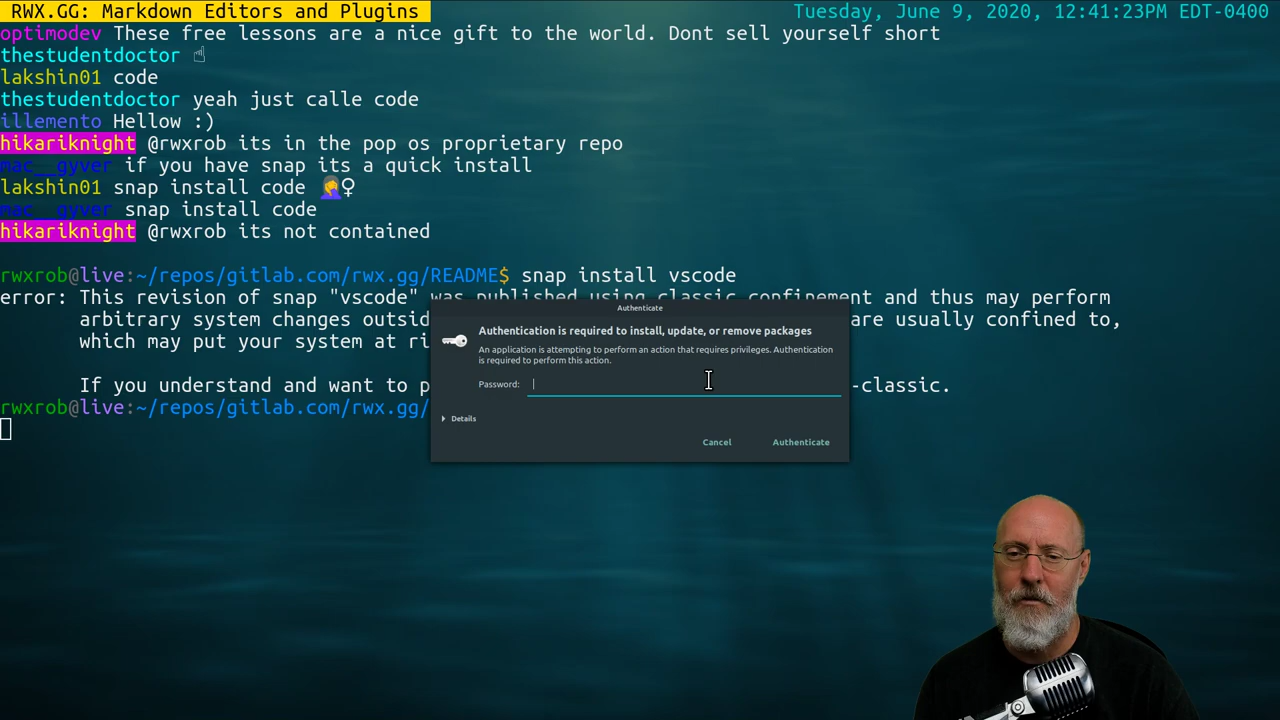 RWX.GG: Markdown Editors and Plugins
Tuesday, June 9, 2020, 12:41:23PM EDT-0400
optimodev These free lessons are a nice gift to the world. Dont sell yourself short
thestudentdoctor ☝
lakshin01 code
thestudentdoctor yeah just calle code
illemento Hellow :)
hikariknight @rwxrob its in the pop os proprietary repo
mac__gyver if you have snap its a quick install
lakshin01 snap install code 🤦♀
mac__gyver snap install code
hikariknight @rwxrob its not contained
rwxrob@live:~/repos/gitlab.com/rwx.gg/README$ snap install vscode
error: This revision of snap "vscode" was published using classic confinement and thus may perform
arbitrary system changes outsid are usually confined to,
which may put your system at ri
If you understand and want to p -classic.
rwxrob@live:~/repos/gitlab.com/rwx.gg/
Authenticate
Authentication is required to install, update, or remove packages
An application is attempting to perform an action that requires privileges. Authentication
is required to perform this action.
Password:
Details
Cancel Authenticate